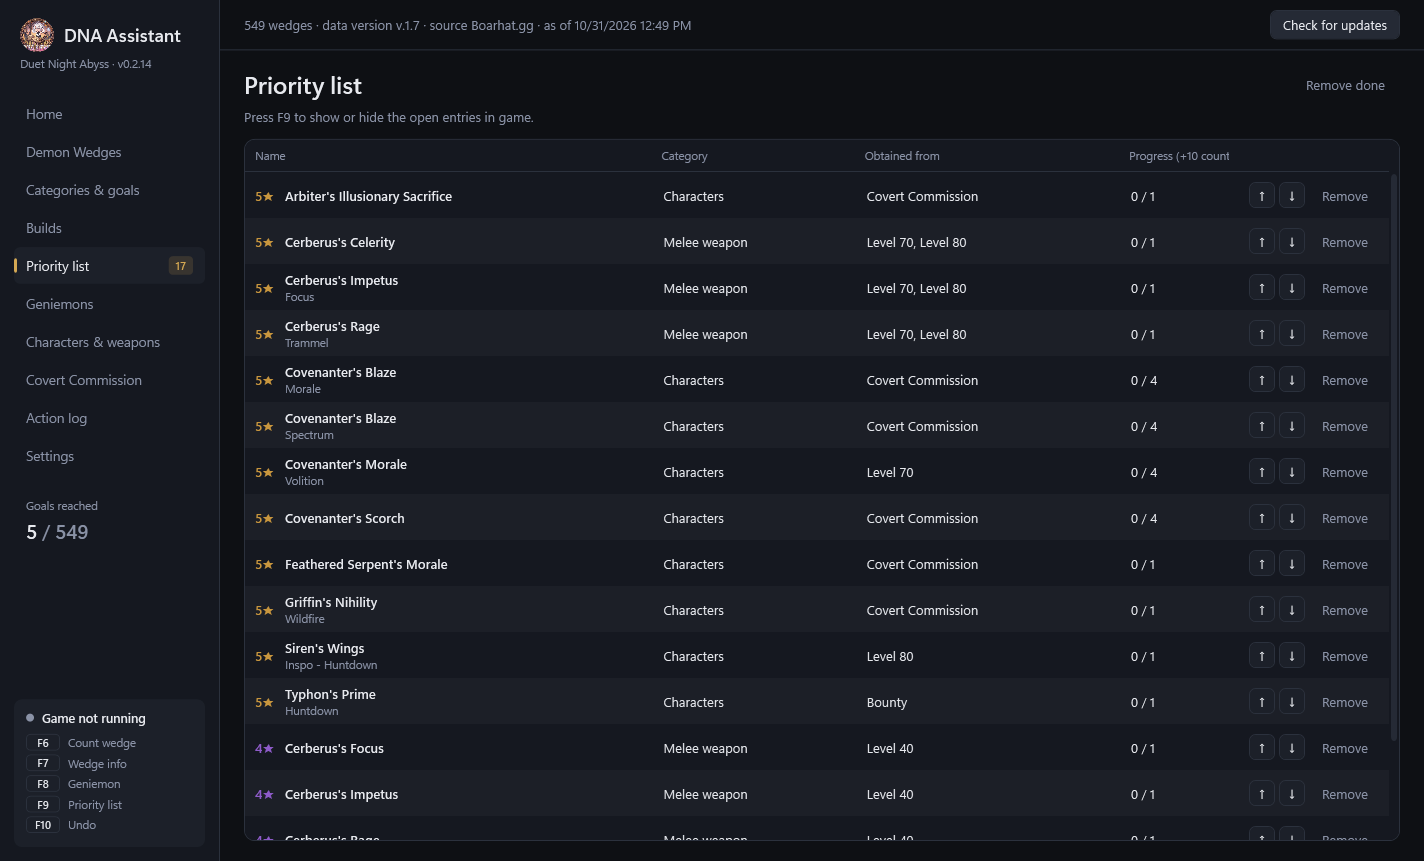 DNA Assistant
Duet Night Abyss · v0.2.14
Home
Demon Wedges
Categories & goals
Builds
Priority list 17
Geniemons
Characters & weapons
Covert Commission
Action log
Settings
Goals reached
5 / 549
Game not running
F6 Count wedge
F7 Wedge info
F8 Geniemon
F9 Priority list
F10 Undo
549 wedges · data version v.1.7 · source Boarhat.gg · as of 10/31/2026 12:49 PM
Check for updates
Priority list
Remove done
Press F9 to show or hide the open entries in game.
Name Category Obtained from Progress (+10 count
5★ Arbiter's Illusionary Sacrifice Characters Covert Commission 0 / 1 ↑ ↓ Remove
5★ Cerberus's Celerity Melee weapon Level 70, Level 80 0 / 1 ↑ ↓ Remove
5★ Cerberus's Impetus Melee weapon Level 70, Level 80 0 / 1 ↑ ↓ Remove
Focus
5★ Cerberus's Rage Melee weapon Level 70, Level 80 0 / 1 ↑ ↓ Remove
Trammel
5★ Covenanter's Blaze Characters Covert Commission 0 / 4 ↑ ↓ Remove
Morale
5★ Covenanter's Blaze Characters Covert Commission 0 / 4 ↑ ↓ Remove
Spectrum
5★ Covenanter's Morale Characters Level 70 0 / 4 ↑ ↓ Remove
Volition
5★ Covenanter's Scorch Characters Covert Commission 0 / 4 ↑ ↓ Remove
5★ Feathered Serpent's Morale Characters Covert Commission 0 / 1 ↑ ↓ Remove
5★ Griffin's Nihility Characters Covert Commission 0 / 1 ↑ ↓ Remove
Wildfire
5★ Siren's Wings Characters Level 80 0 / 1 ↑ ↓ Remove
Inspo - Huntdown
5★ Typhon's Prime Characters Bounty 0 / 1 ↑ ↓ Remove
Huntdown
4★ Cerberus's Focus Melee weapon Level 40 0 / 1 ↑ ↓ Remove
4★ Cerberus's Impetus Melee weapon Level 40 0 / 1 ↑ ↓ Remove
4★ Cerberus's Rage Melee weapon Level 40 0 / 1 ↑ ↓ Remove